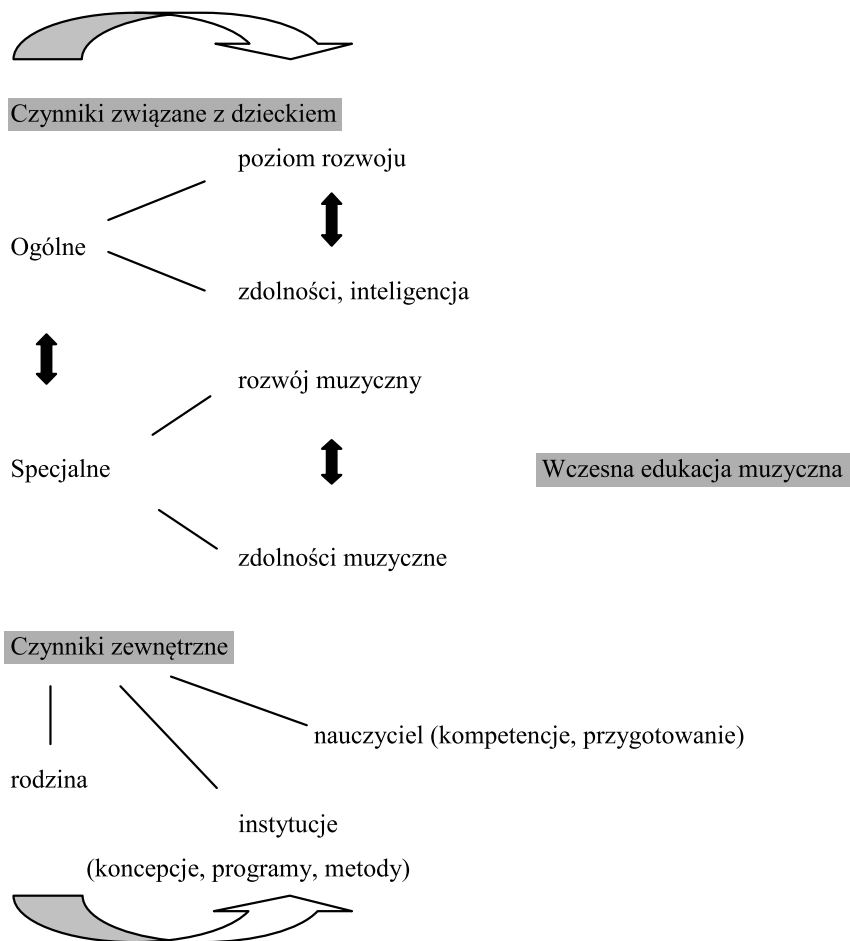 Czynniki związane z dzieckiem
poziom rozwoju
Ogólne
zdolności, inteligencja
rozwój muzyczny
Specjalne
Wczesna edukacja muzyczna
zdolności muzyczne
Czynniki zewnętrzne
nauczyciel (kompetencje, przygotowanie)
rodzina
instytucje
(koncepcje, programy, metody)